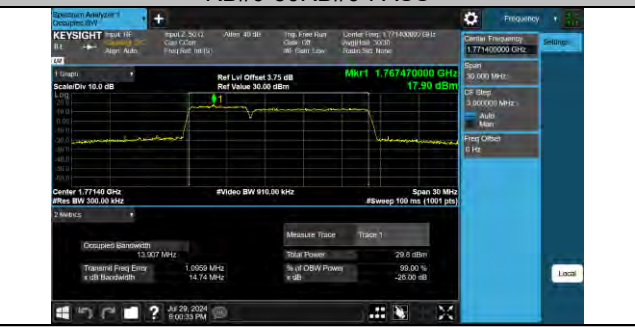 Spectrum Analyzer 1
Occupied BW
Frequency
KEYSIGHT Input: RF
Input Z: 50 Ω
Atten: 40 dB
Trig: Free Run
Center Freq: 1.771400000 GHz
Align: Auto
Gate: Off
Avg|Hold: 30/30
Radio Std: None
Center Frequency
1.771400000 GHz
Settings
Span
30.000 MHz
CF Step
3.000000 MHz
Auto
Man
Freq Offset
0 Hz
1 Graph
Scale/Div 10.0 dB
Ref Lvl Offset 3.75 dB
Ref Value 30.00 dBm
Mkr1 1.767470000 GHz
17.90 dBm
Log
1
Center 1.77140 GHz
#Res BW 300.00 kHz
#Video BW 910.00 kHz
Span 30 MHz
#Sweep 100 ms (1001 pts)
2 Metrics
Measure Trace
Trace 1
Occupied Bandwidth
13.907 MHz
Total Power
29.8 dBm
Transmit Freq Error
1.0959 MHz
% of OBW Power
99.00 %
x dB Bandwidth
14.74 MHz
x dB
-26.00 dB
Local
Jul 29, 2024
9:00:33 PM